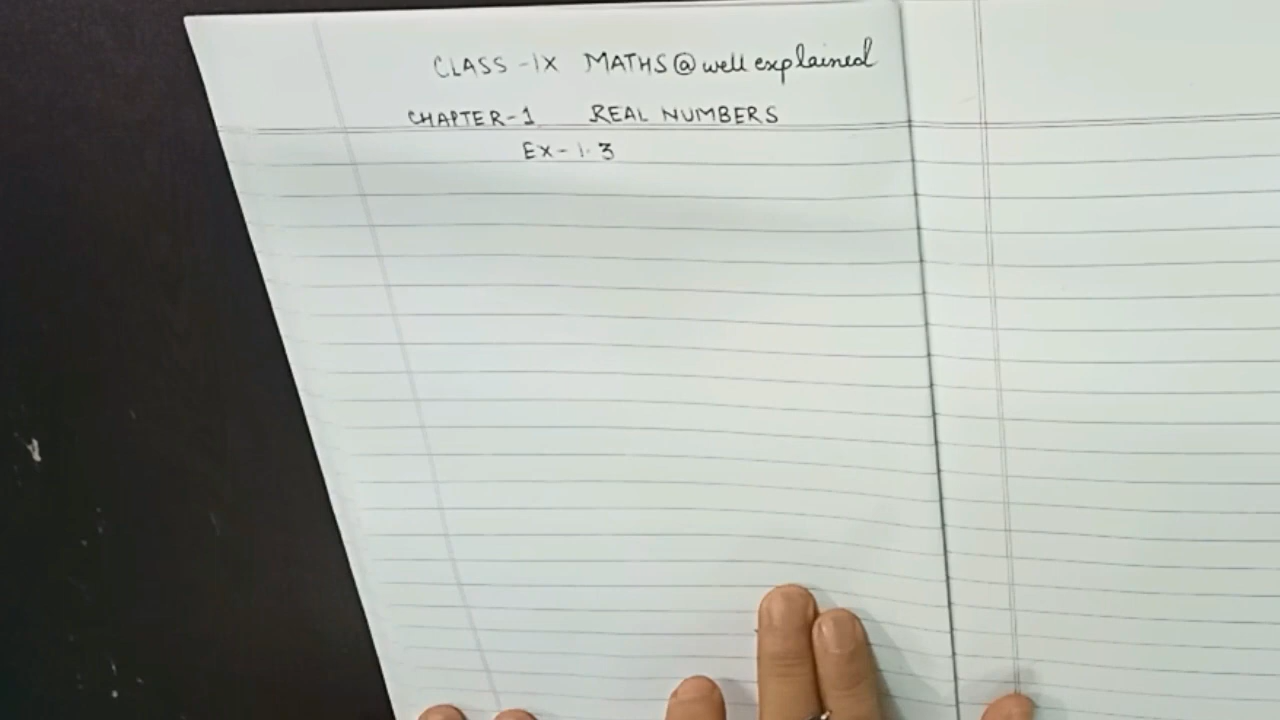 CLASS-IX MATHS @ well explained
CHAPTER-1 REAL NUMBERS
EX-1.3